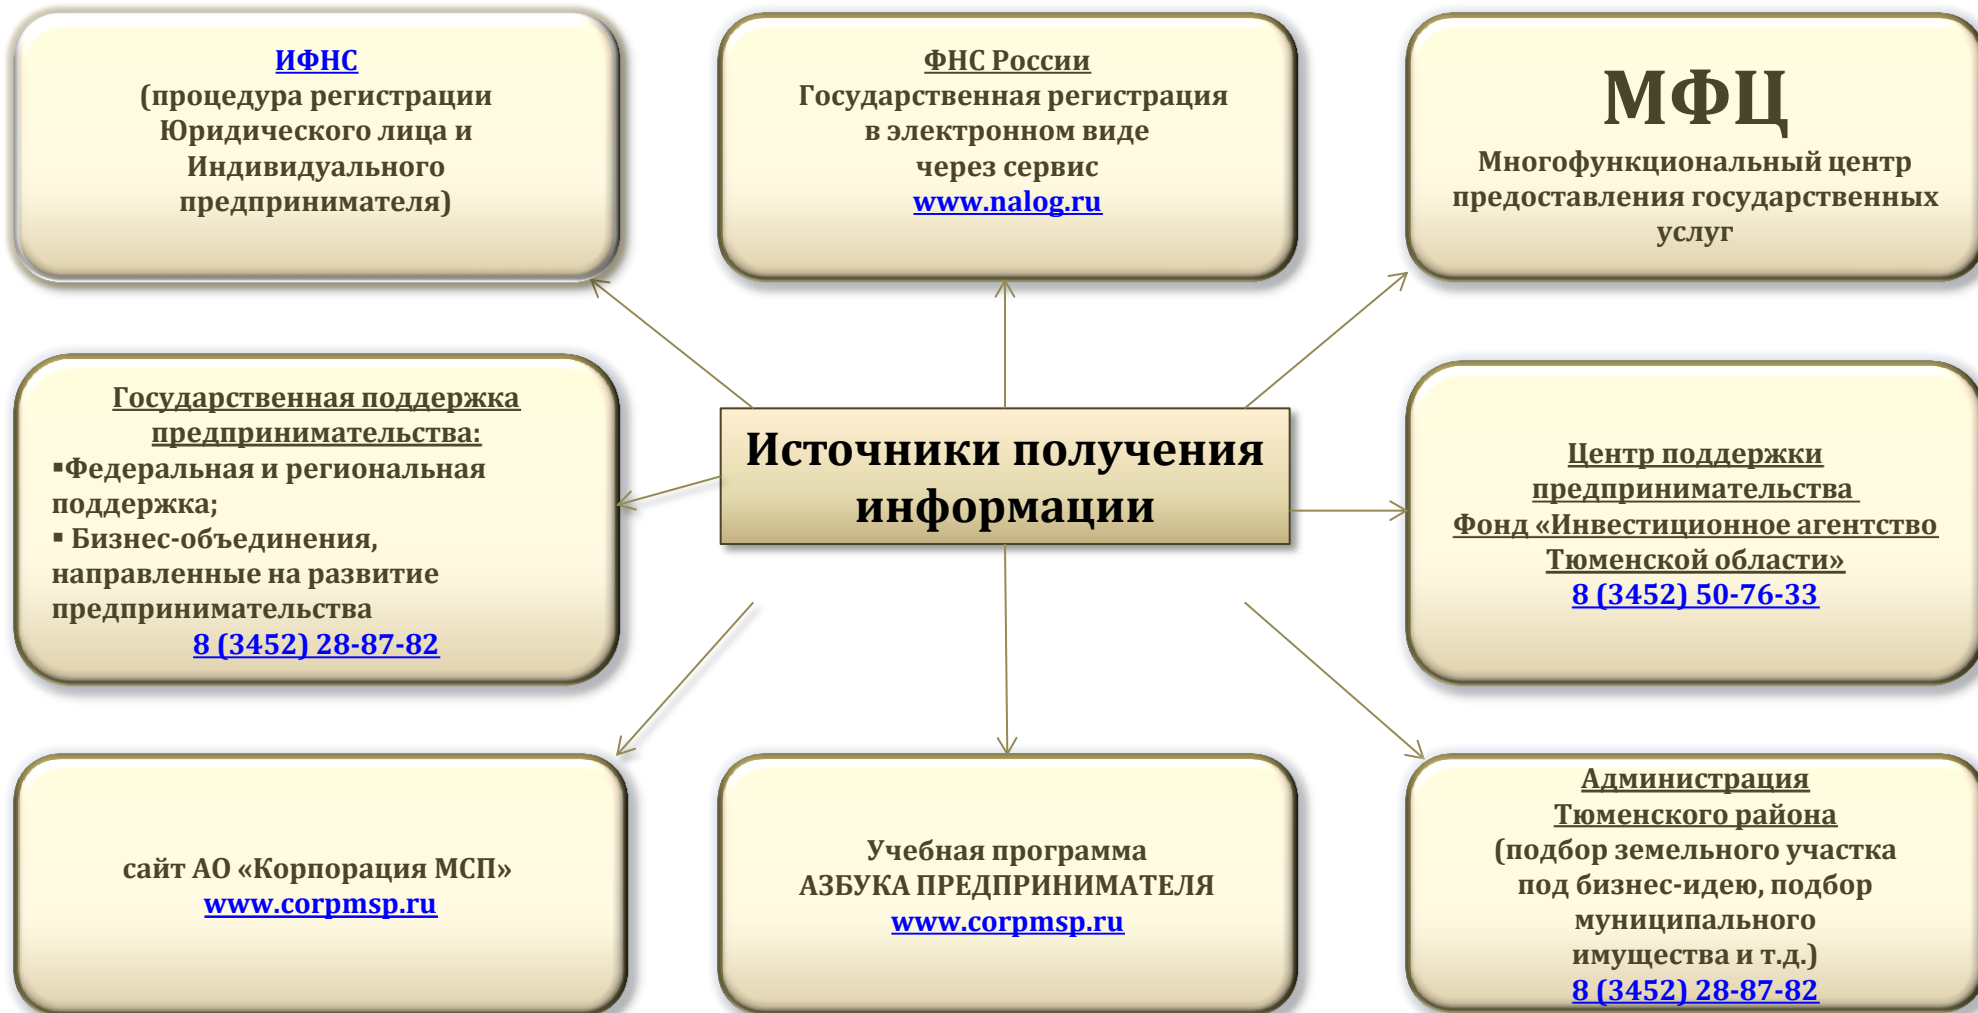 ИФНС
(процедура регистрации
Юридического лица и
Индивидуального
предпринимателя)
ФНС России
Государственная регистрация
в электронном виде
через сервис
www.nalog.ru
МФЦ
Многофункциональный центр
предоставления государственных
услуг
Государственная поддержка
предпринимательства:
▪Федеральная и региональная
поддержка;
▪ Бизнес-объединения,
направленные на развитие
предпринимательства
8 (3452) 28-87-82
Источники получения
информации
Центр поддержки
предпринимательства
Фонд «Инвестиционное агентство
Тюменской области»
8 (3452) 50-76-33
сайт АО «Корпорация МСП»
www.corpmsp.ru
Учебная программа
АЗБУКА ПРЕДПРИНИМАТЕЛЯ
www.corpmsp.ru
Администрация
Тюменского района
(подбор земельного участка
под бизнес-идею, подбор
муниципального
имущества и т.д.)
8 (3452) 28-87-82